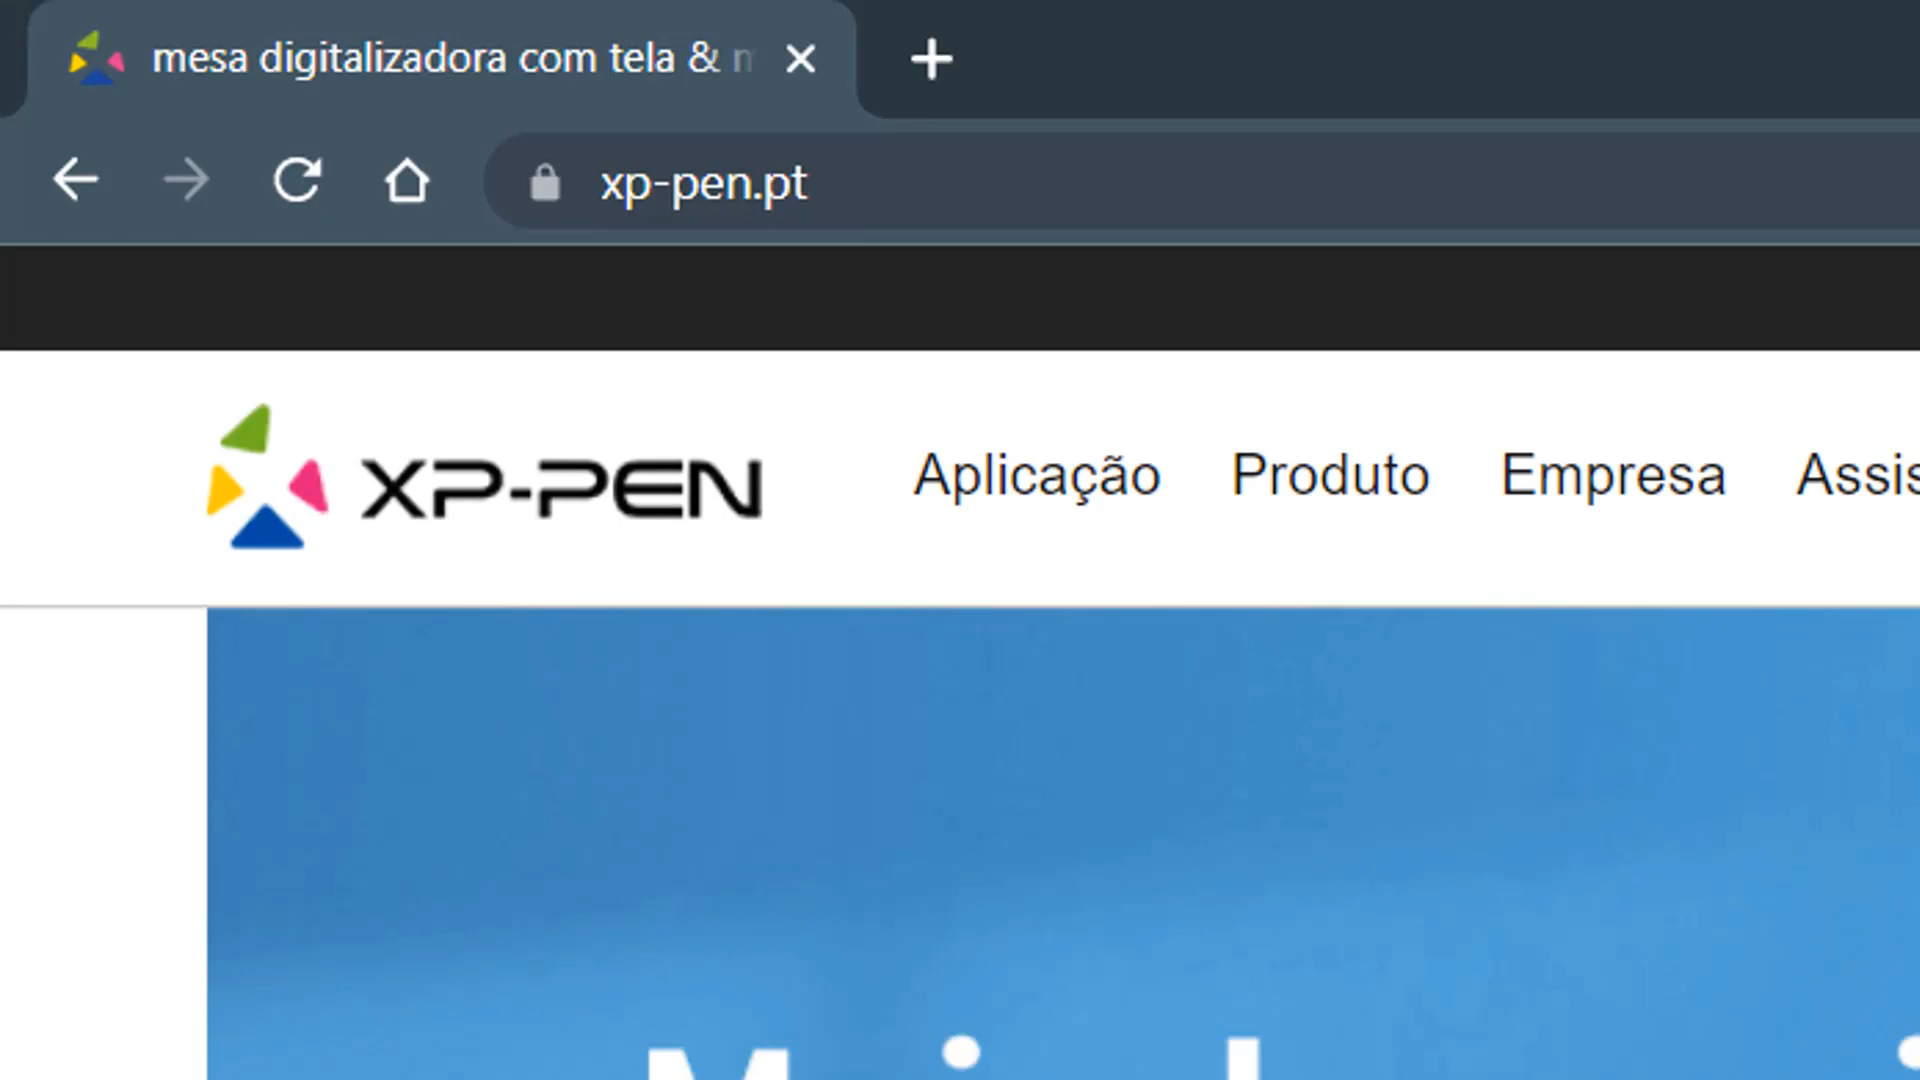 mesa digitalizadora com tela &
xp-pen.pt
XP-PEN
Aplicação Produto Empresa